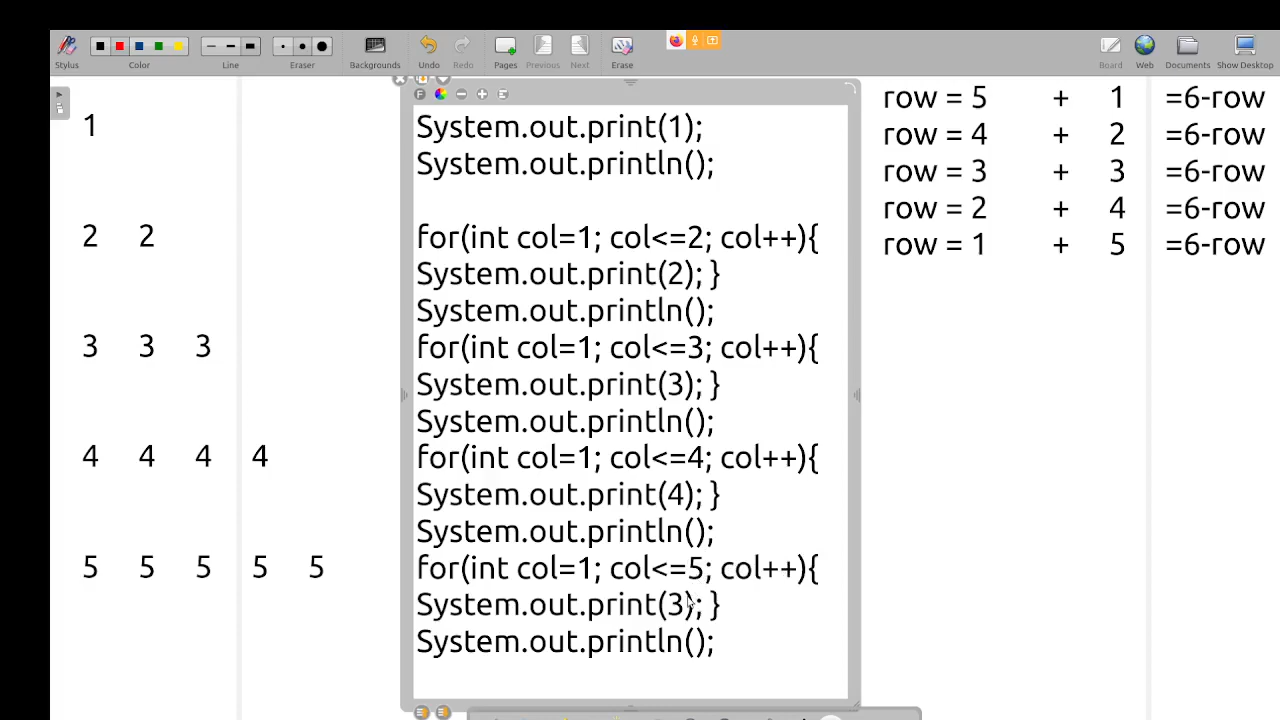 Stylus
Color
Line
Eraser
Backgrounds
Undo
Redo
Pages
Previous
Next
Erase
Board
Web
Documents
Show Desktop
1
2 2
3 3 3
4 4 4 4
5 5 5 5 5
F
System.out.print(1);
System.out.println();
for(int col=1; col<=2; col++){
System.out.print(2); }
System.out.println();
for(int col=1; col<=3; col++){
System.out.print(3); }
System.out.println();
for(int col=1; col<=4; col++){
System.out.print(4); }
System.out.println();
for(int col=1; col<=5; col++){
System.out.print(3); }
System.out.println();
row = 5 + 1 =6-row
row = 4 + 2 =6-row
row = 3 + 3 =6-row
row = 2 + 4 =6-row
row = 1 + 5 =6-row